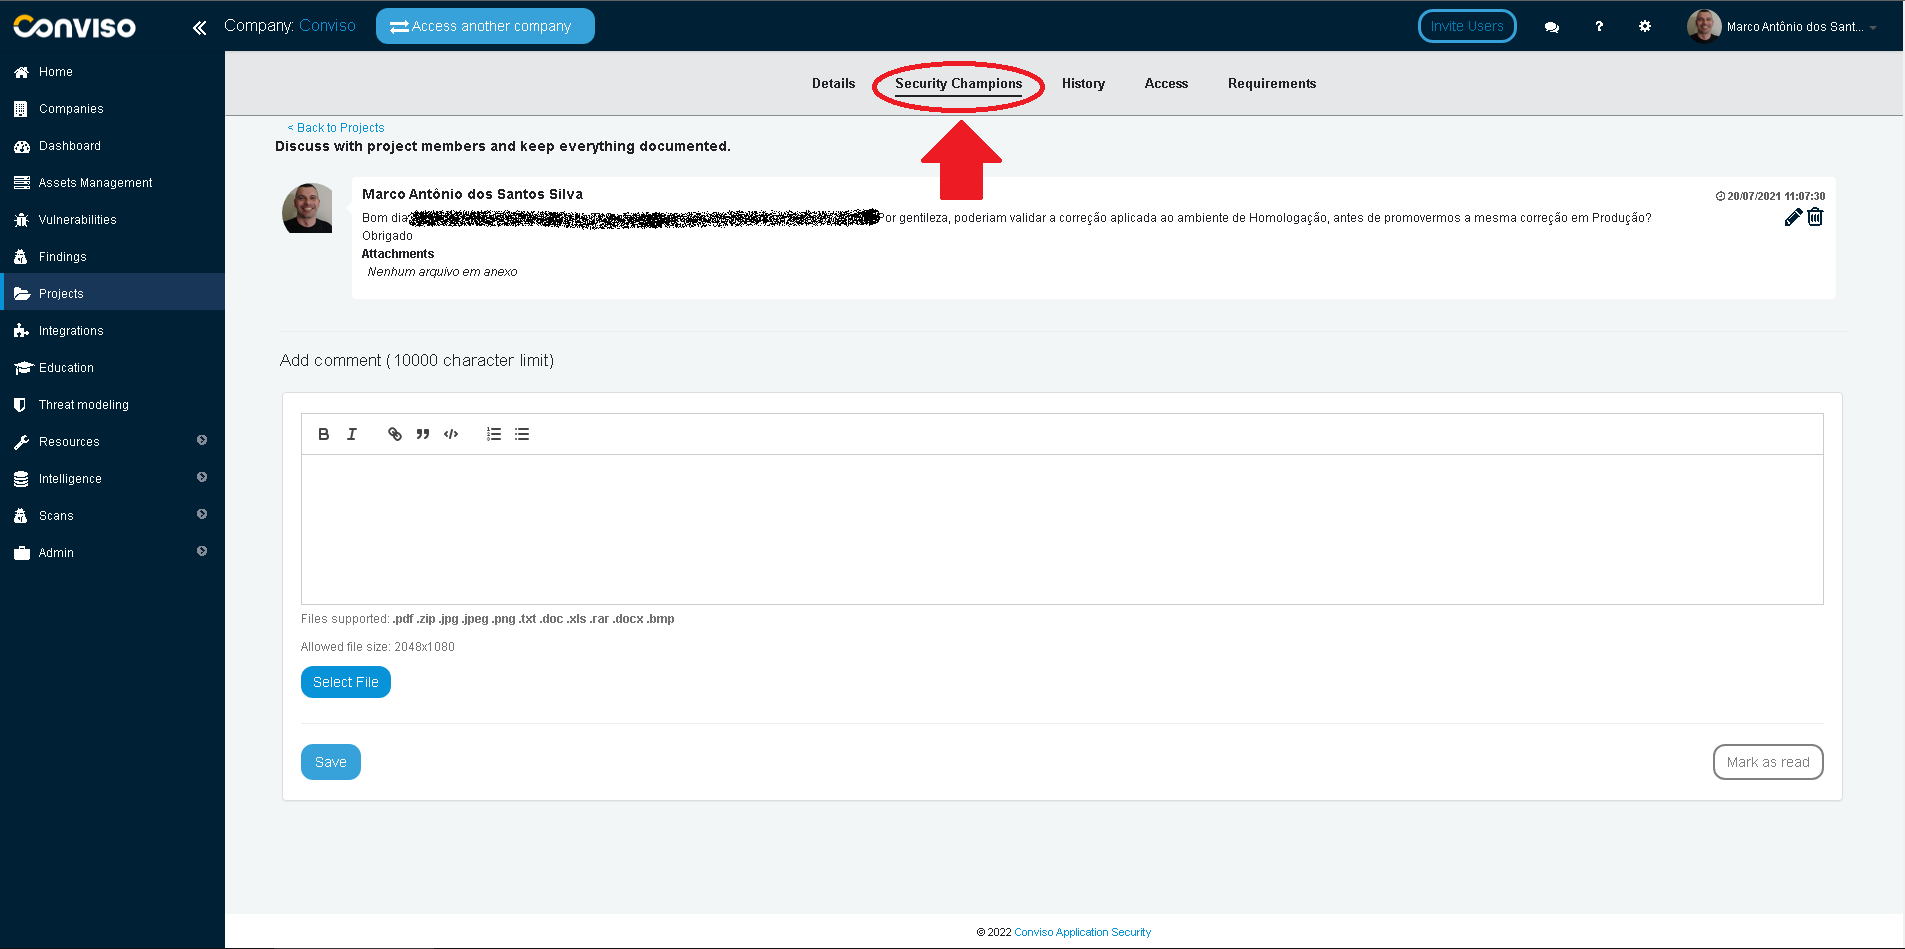 Conviso
Company: Conviso
Access another company
Invite Users
?
Marco Antônio dos Sant...
Home
Companies
Dashboard
Assets Management
Vulnerabilities
Findings
Projects
Integrations
Education
Threat modeling
Resources
Intelligence
Scans
Admin
Details
Security Champions
History
Access
Requirements
< Back to Projects
Discuss with project members and keep everything documented.
Marco Antônio dos Santos Silva
20/07/2021 11:07:30
Bom dia Por gentileza, poderiam validar a correção aplicada ao ambiente de Homologação, antes de promovermos a mesma correção em Produção?
Obrigado
Attachments
Nenhum arquivo em anexo
Add comment (10000 character limit)
B I
Files supported: .pdf .zip .jpg .jpeg .png .txt .doc .xls .rar .docx .bmp
Allowed file size: 2048x1080
Select File
Save
Mark as read
© 2022 Conviso Application Security